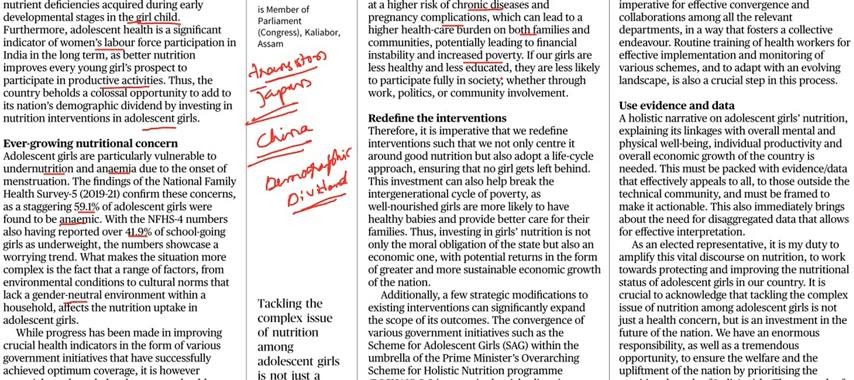 nutrient deficiencies acquired during early
developmental stages in the girl child.
Furthermore, adolescent health is a significant
indicator of women's labour force participation in
India in the long term, as better nutrition
improves every young girl's prospect to
participate in productive activities. Thus, the
country beholds a colossal opportunity to add to
its nation's demographic dividend by investing in
nutrition interventions in adolescent girls.
Ever-growing nutritional concern
Adolescent girls are particularly vulnerable to
undernutrition and anaemia due to the onset of
menstruation. The findings of the National Family
Health Survey-5 (2019-21) confirm these concerns,
as a staggering 59.1% of adolescent girls were
found to be anaemic. With the NFHS-4 numbers
also having reported over 41.9% of school-going
girls as underweight, the numbers showcase a
worrying trend. What makes the situation more
complex is the fact that a range of factors, from
environmental conditions to cultural norms that
lack a gender-neutral environment within a
household, affects the nutrition uptake in
adolescent girls.
While progress has been made in improving
crucial health indicators in the form of various
government initiatives that have successfully
achieved optimum coverage, it is however
is Member of
Parliament
(Congress), Kaliabor,
Assam
Japan
China
Demographic
Dividend
Tackling the
complex issue
of nutrition
among
adolescent girls
is not just a
at a higher risk of chronic diseases and
pregnancy complications, which can lead to a
higher health-care burden on both families and
communities, potentially leading to financial
instability and increased poverty. If our girls are
less healthy and less educated, they are less likely
to participate fully in society, whether through
work, politics, or community involvement.
Redefine the interventions
Therefore, it is imperative that we redefine
interventions such that we not only centre it
around good nutrition but also adopt a life-cycle
approach, ensuring that no girl gets left behind.
This investment can also help break the
intergenerational cycle of poverty, as
well-nourished girls are more likely to have
healthy babies and provide better care for their
families. Thus, investing in girls' nutrition is not
only the moral obligation of the state but also an
economic one, with potential returns in the form
of greater and more sustainable economic growth
of the nation.
Additionally, a few strategic modifications to
existing interventions can significantly expand
the scope of its outcomes. The convergence of
various government initiatives such as the
Scheme for Adolescent Girls (SAG) within the
umbrella of the Prime Minister's Overarching
Scheme for Holistic Nutrition programme
imperative for effective convergence and
collaborations among all the relevant
departments, in a way that fosters a collective
endeavour. Routine training of health workers for
effective implementation and monitoring of
various schemes, and to adapt with an evolving
landscape, is also a crucial step in this process.
Use evidence and data
A holistic narrative on adolescent girls' nutrition,
explaining its linkages with overall mental and
physical well-being, individual productivity and
overall economic growth of the country is
needed. This must be packed with evidence/data
that effectively appeals to all, to those outside the
technical community, and must be framed to
make it actionable. This also immediately brings
about the need for disaggregated data that allows
for effective interpretation.
As an elected representative, it is my duty to
amplify this vital discourse on nutrition, to work
towards protecting and improving the nutritional
status of adolescent girls in our country. It is
crucial to acknowledge that tackling the complex
issue of nutrition among adolescent girls is not
just a health concern, but is an investment in the
future of the nation. We have an enormous
responsibility, as well as a tremendous
opportunity, to ensure the welfare and the
upliftment of the nation by prioritising the